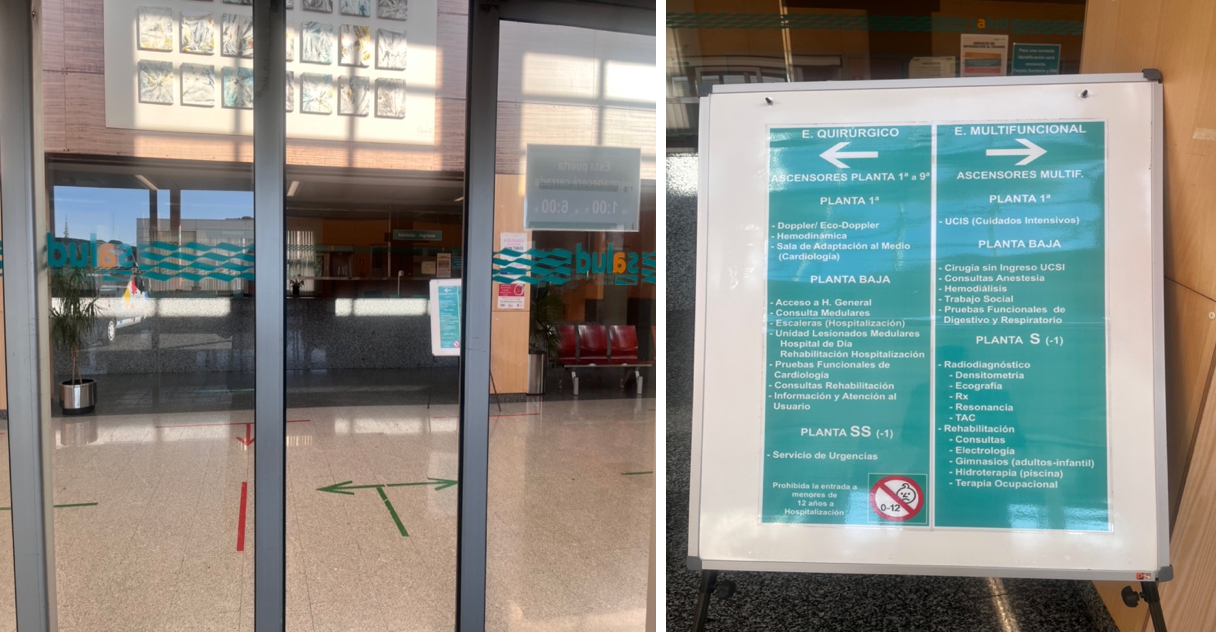 salud
salud
E. QUIRÚRGICO
ASCENSORES PLANTA 1ª a 9ª
PLANTA 1ª
- Doppler/ Eco-Doppler
- Hemodinámica
- Sala de Adaptación al Medio
(Cardiología)
PLANTA BAJA
- Acceso a H. General
- Consulta Medulares
- Escaleras (Hospitalización)
- Unidad Lesionados Medulares
Hospital de Día
Rehabilitación Hospitalización
- Pruebas Funcionales de
Cardiología
- Consultas Rehabilitación
- Información y Atención al
Usuario
PLANTA SS (-1)
- Servicio de Urgencias
Prohibida la entrada a
menores de
12 años a
Hospitalización
0-12
E. MULTIFUNCIONAL
ASCENSORES MULTIF.
PLANTA 1ª
- UCIS (Cuidados Intensivos)
PLANTA BAJA
- Cirugía sin Ingreso UCSI
- Consultas Anestesia
- Hemodiálisis
- Trabajo Social
- Pruebas Funcionales de
Digestivo y Respiratorio
PLANTA S (-1)
- Radiodiagnóstico
- Densitometría
- Ecografía
- Rx
- Resonancia
- TAC
- Rehabilitación
- Consultas
- Electrología
- Gimnasios (adultos-infantil)
- Hidroterapia (piscina)
- Terapia Ocupacional